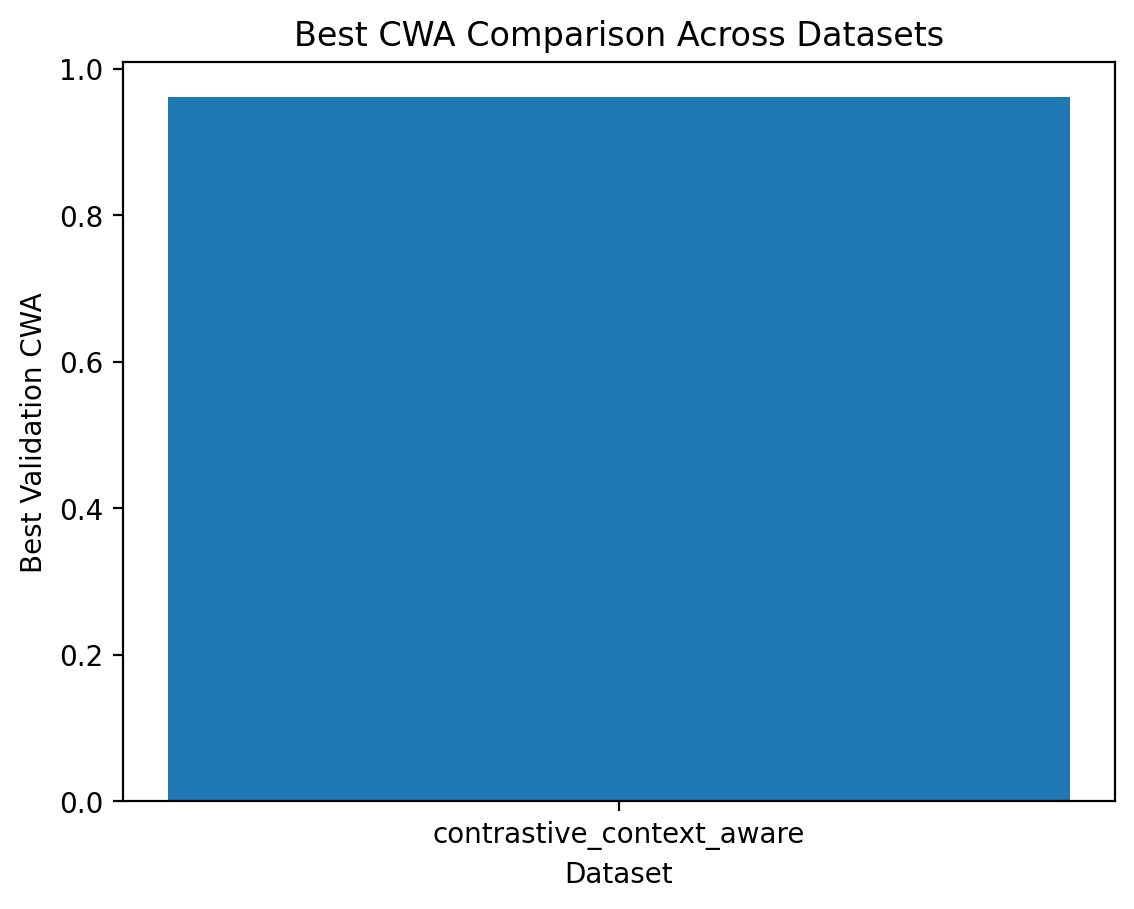 Best CWA Comparison Across Datasets
1.0
0.8
0.6
0.4
0.2
0.0
Best Validation CWA
contrastive_context_aware
Dataset